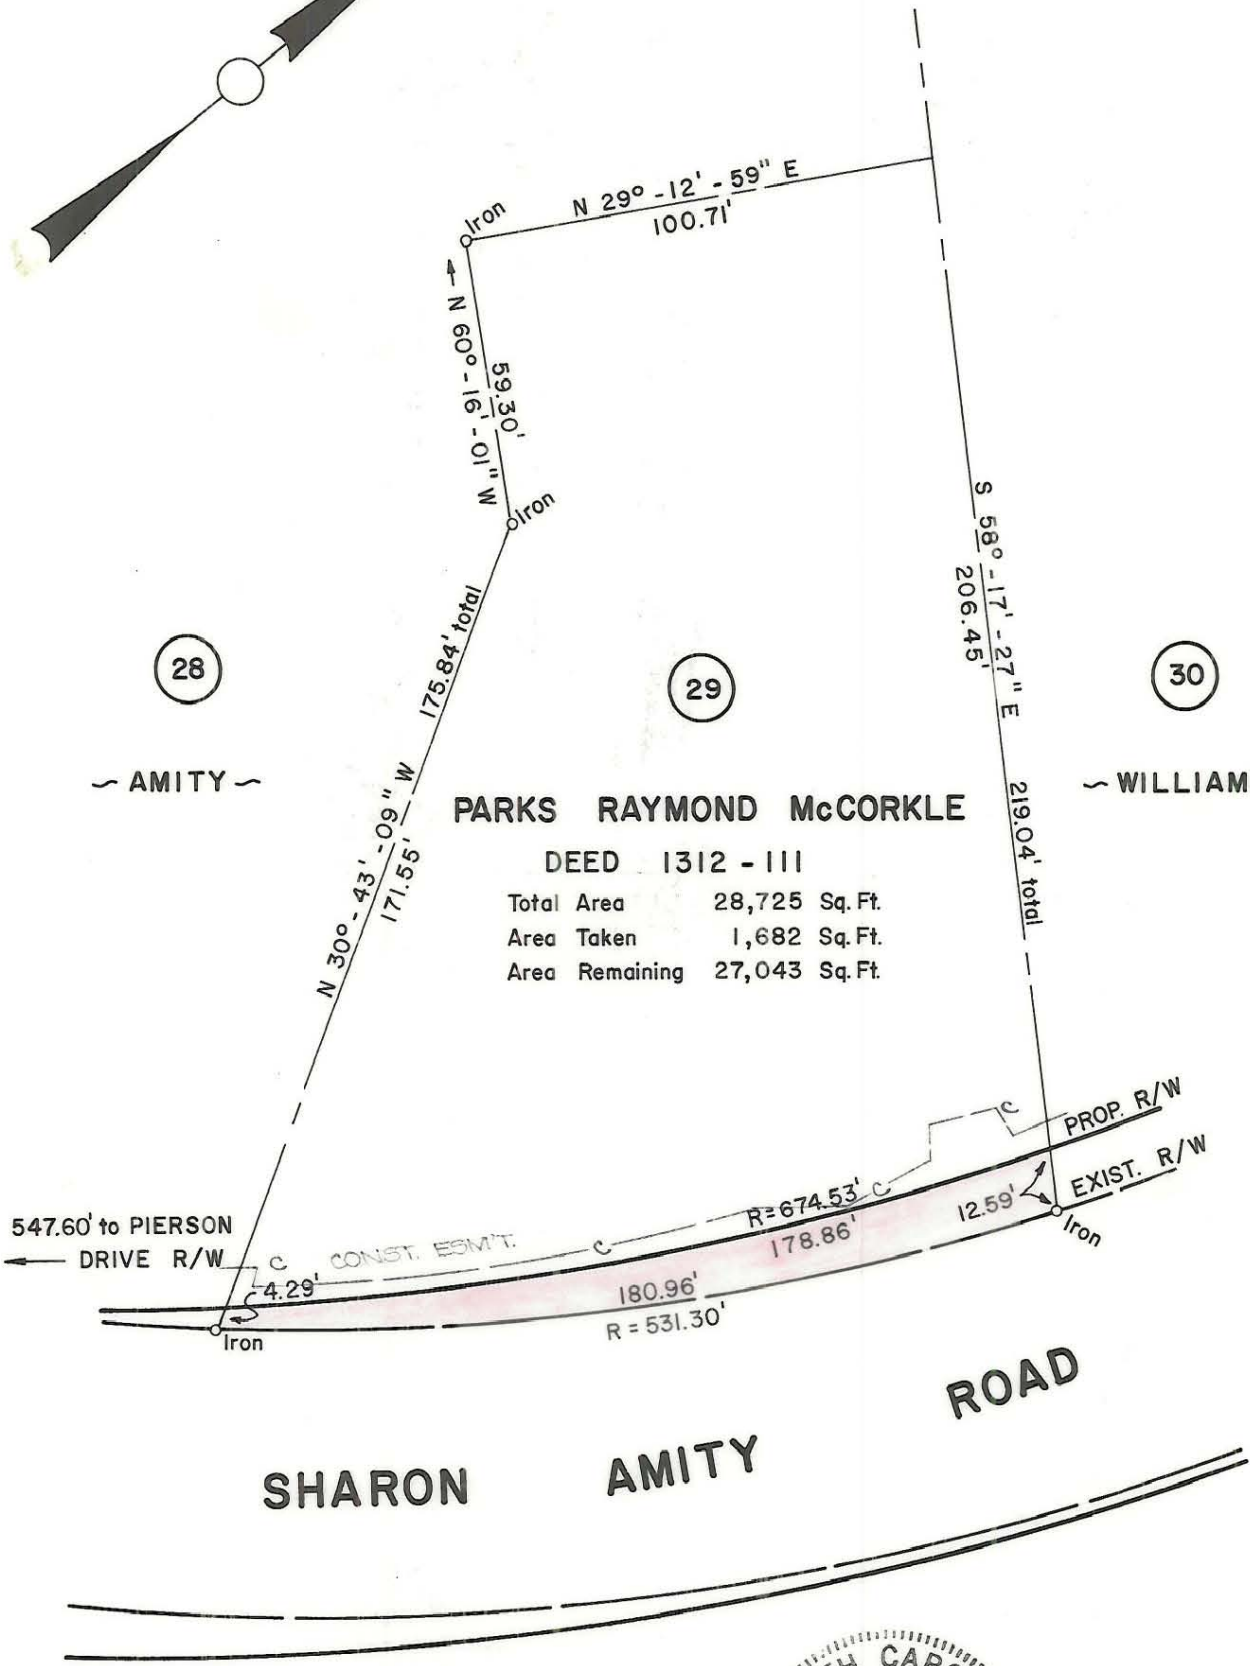 N 29° -12' - 59" E
100.71'
Iron
N 60° - 16' - 01" W
59.30'
Iron
S 58° - 17' - 27" E
206.45'
219.04' total
175.84' total
N 30° - 43' - 09" W
171.55'
28
29
30
~ AMITY ~
~ WILLIAM
PARKS RAYMOND McCORKLE
DEED 1312 - 111
Total Area 28,725 Sq. Ft.
Area Taken 1,682 Sq. Ft.
Area Remaining 27,043 Sq. Ft.
C
PROP. R/W
EXIST. R/W
R=674.53'
C
178.86'
12.59'
Iron
547.60' to PIERSON
DRIVE R/W
C
CONST. ESM'T.
C
4.29'
180.96'
R = 531.30'
Iron
SHARON AMITY ROAD
TH CARO